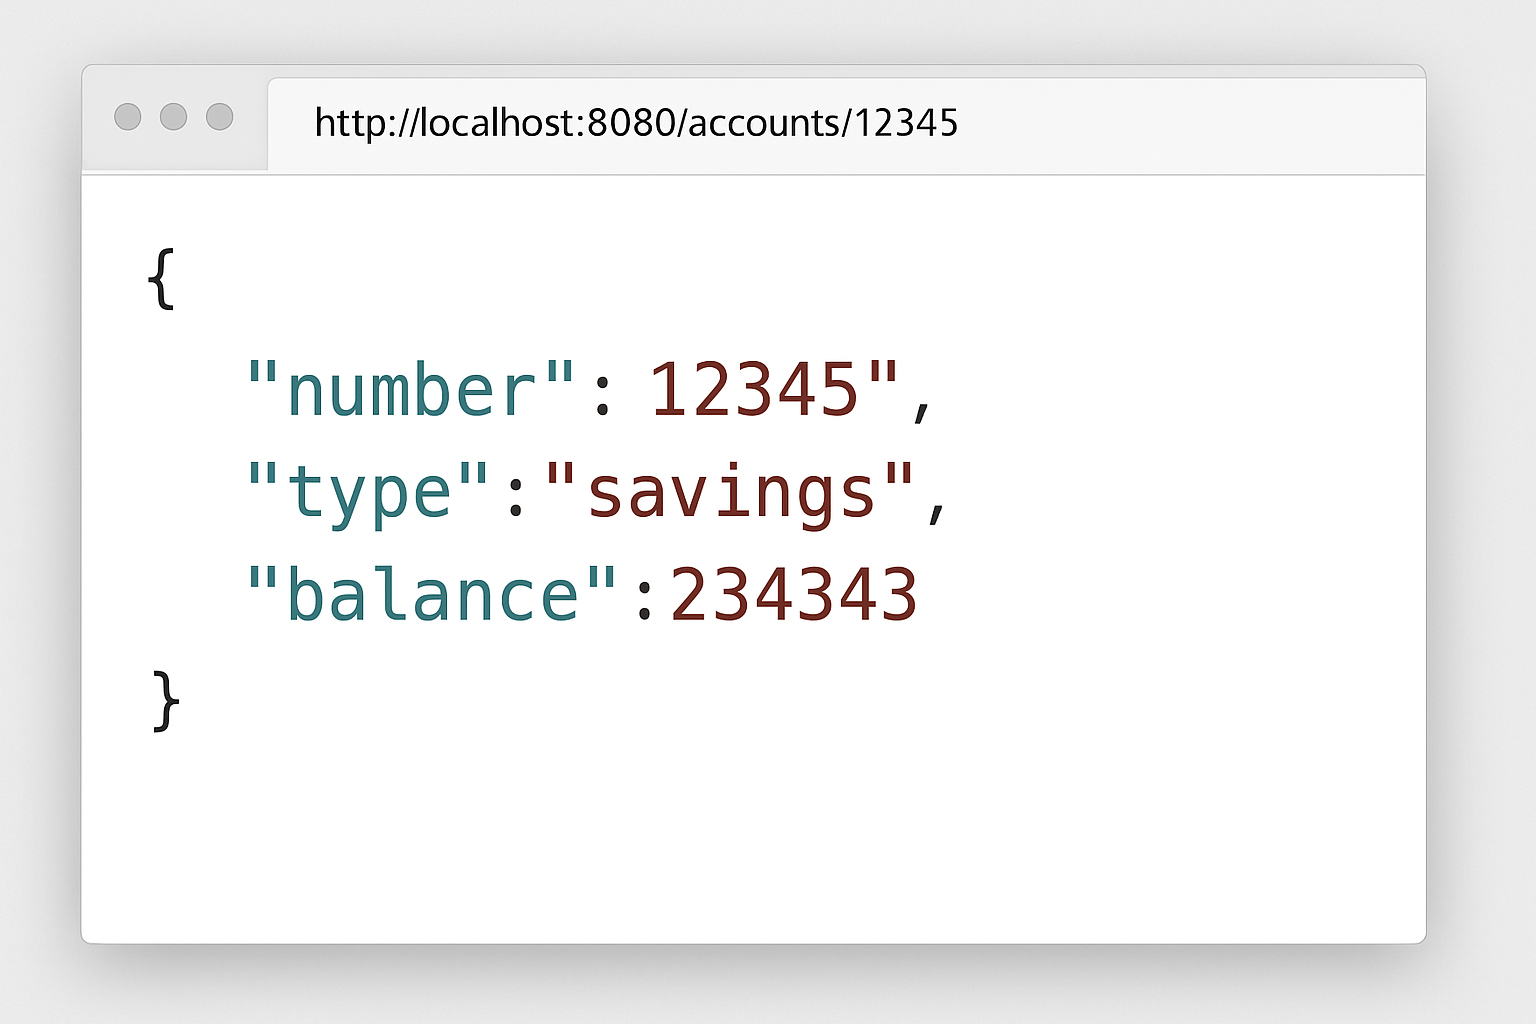 http://localhost:8080/accounts/12345
{
"number": 12345",
"type":"savings",
"balance":234343
}